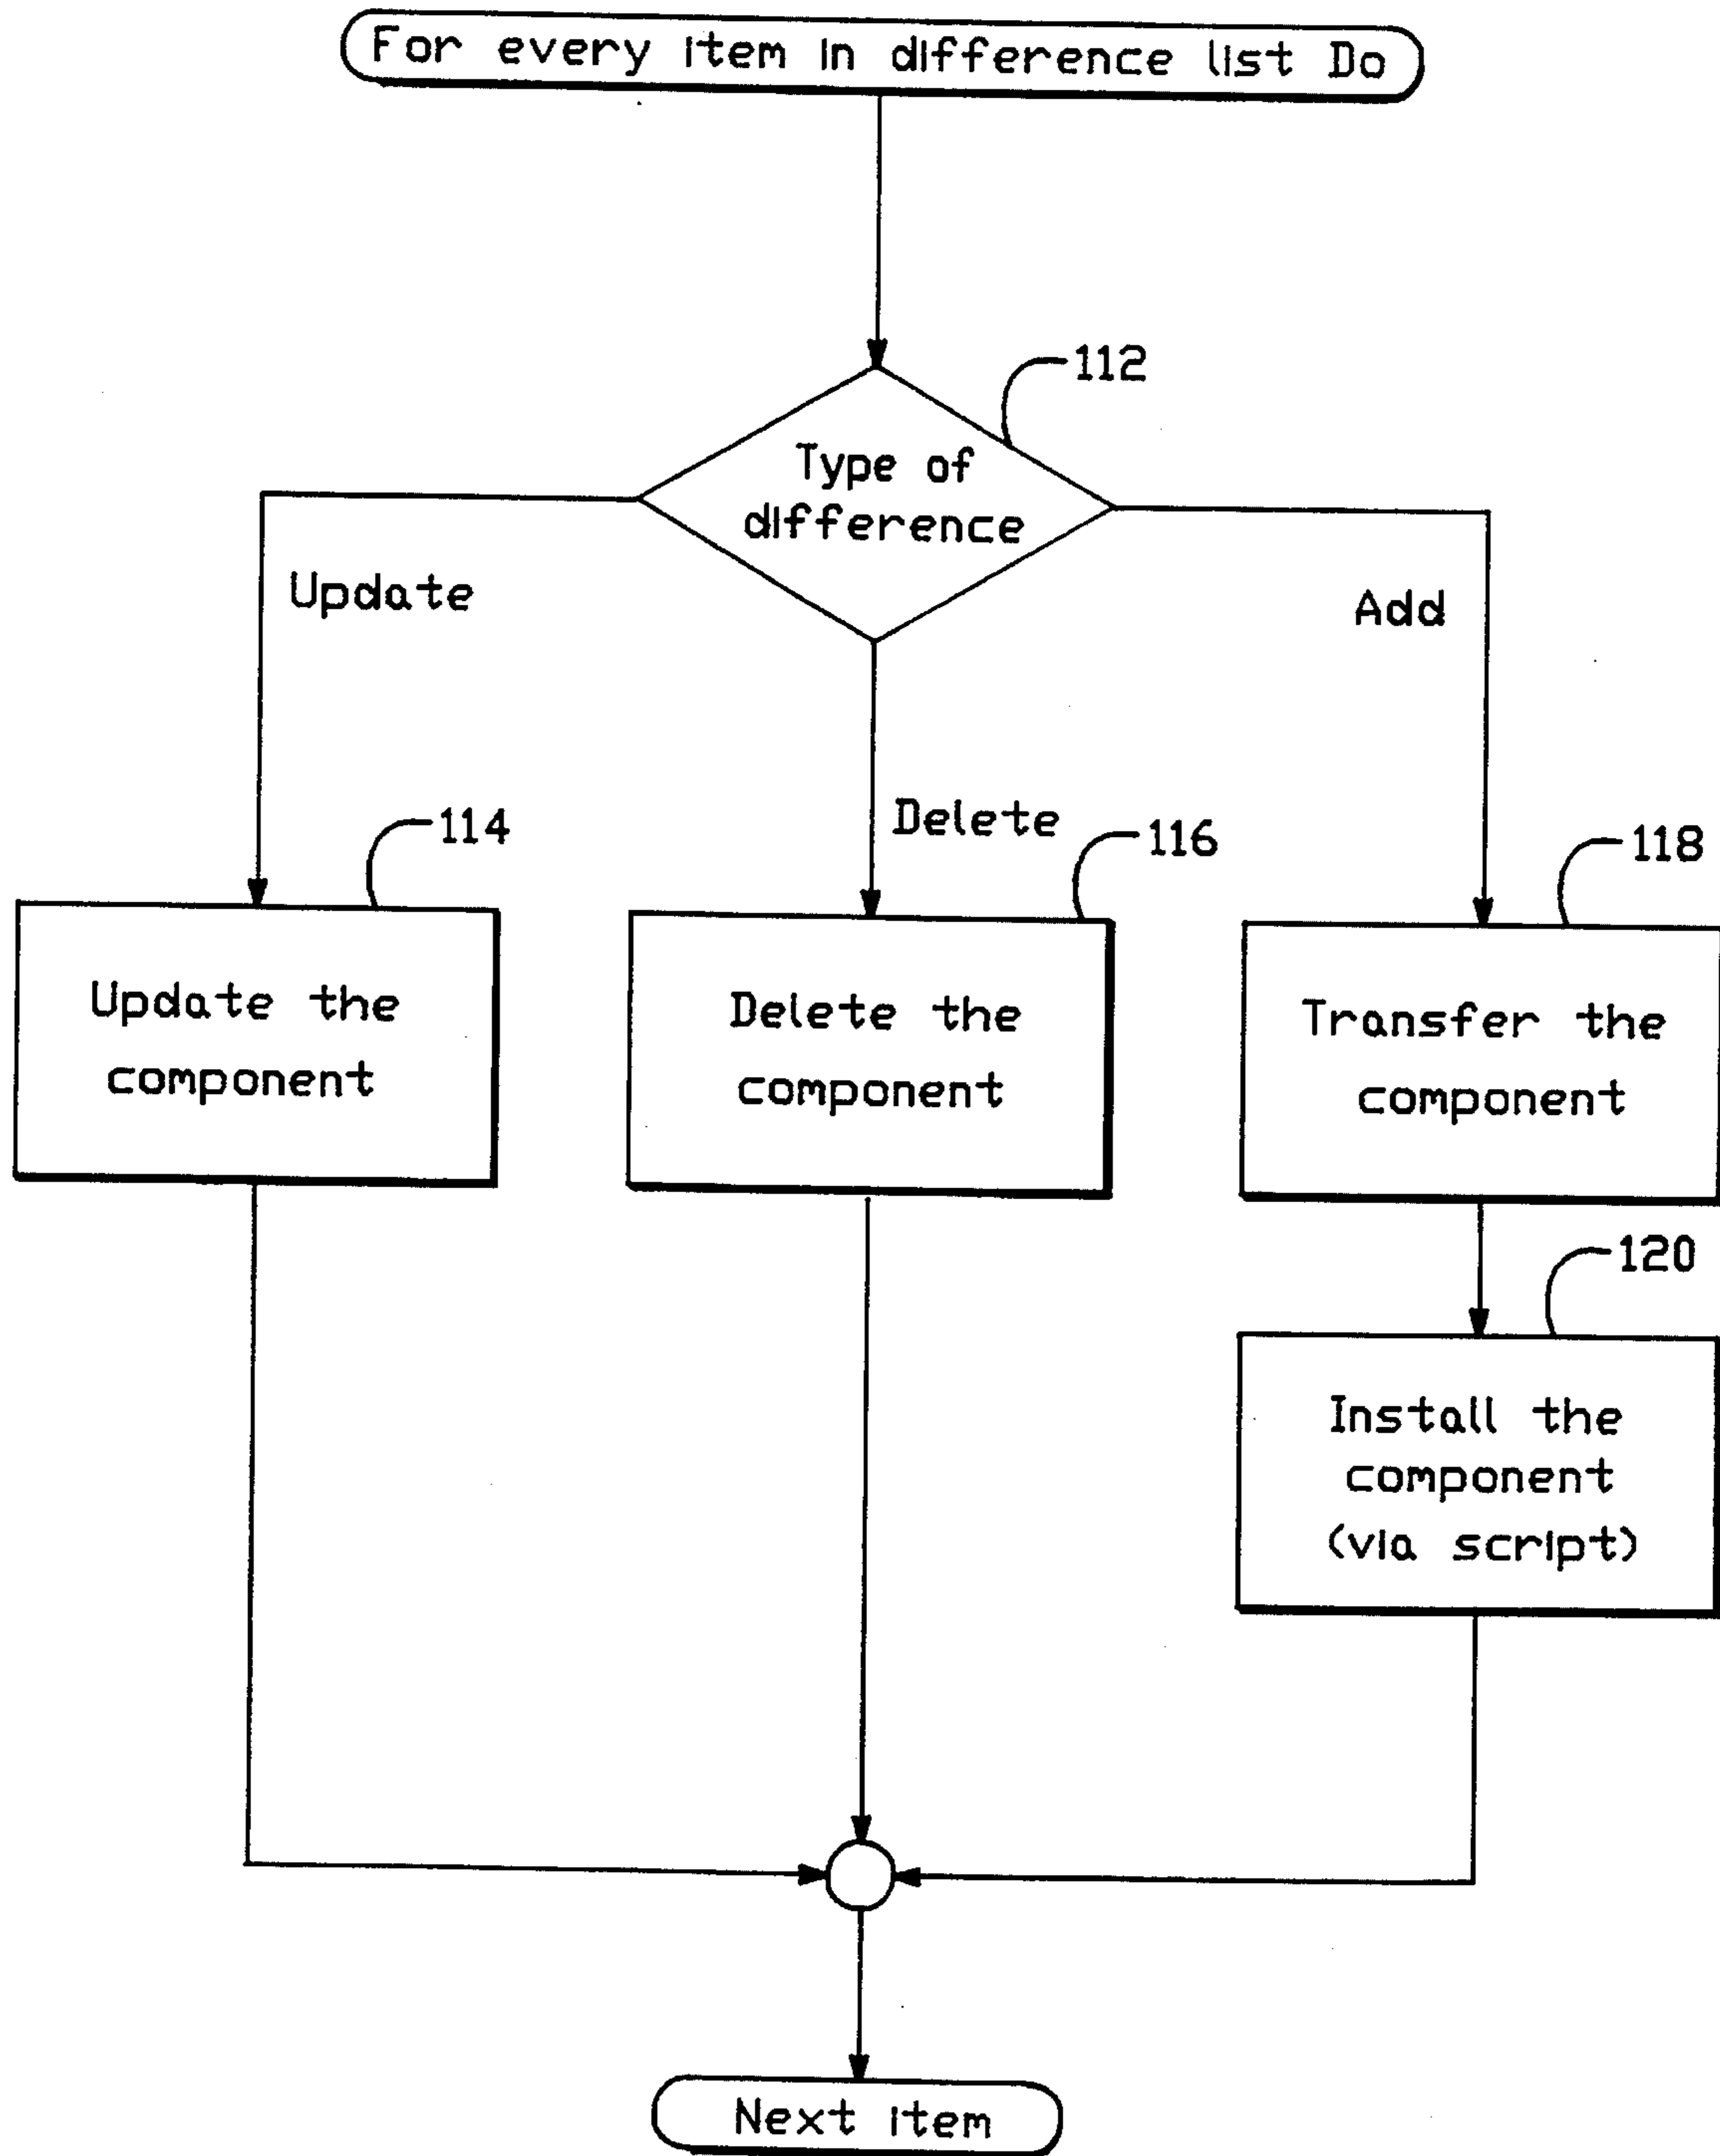 For every item in difference list Do
112
Type of
difference
Update
Add
Delete
114
116
118
Update the
component
Delete the
component
Transfer the
component
120
Install the
component
(via script)
Next item